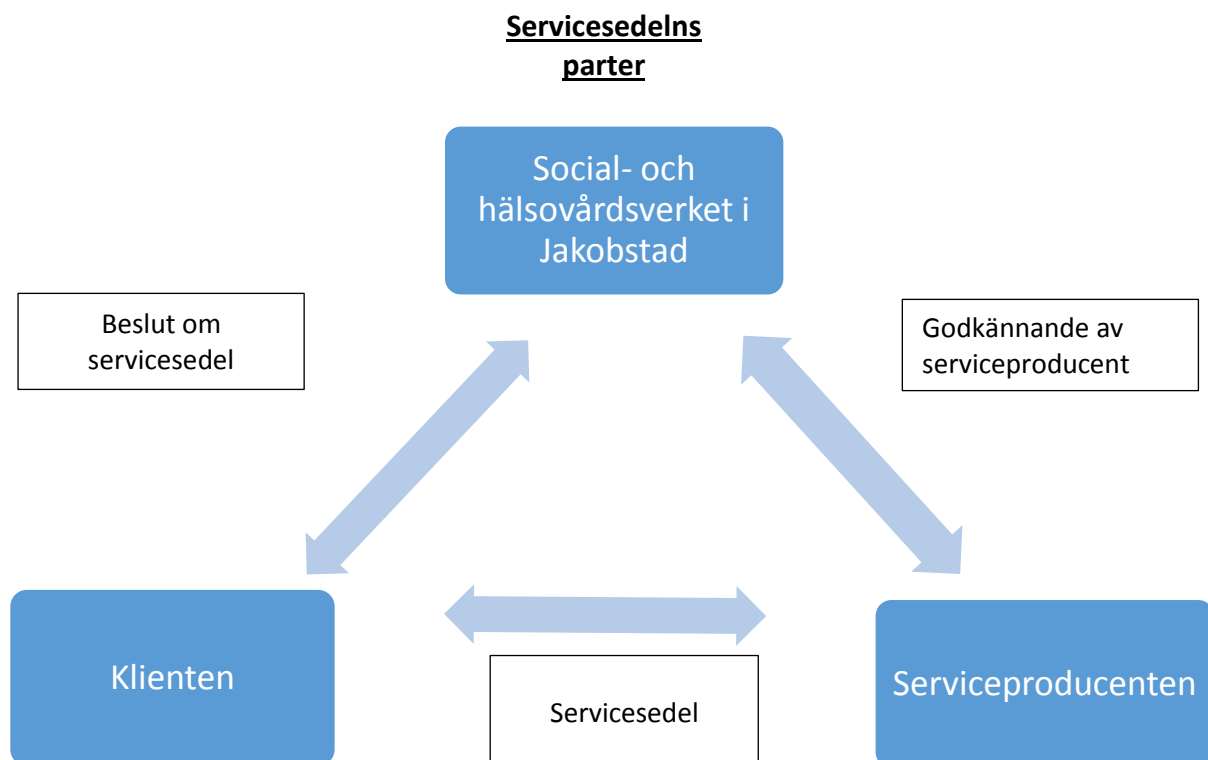 Servicesedelns
parter
Social- och
hälsovårdsverket i
Jakobstad
Beslut om
servicesedel
Godkännande av
serviceproducent
Klienten
Servicesedel
Serviceproducenten